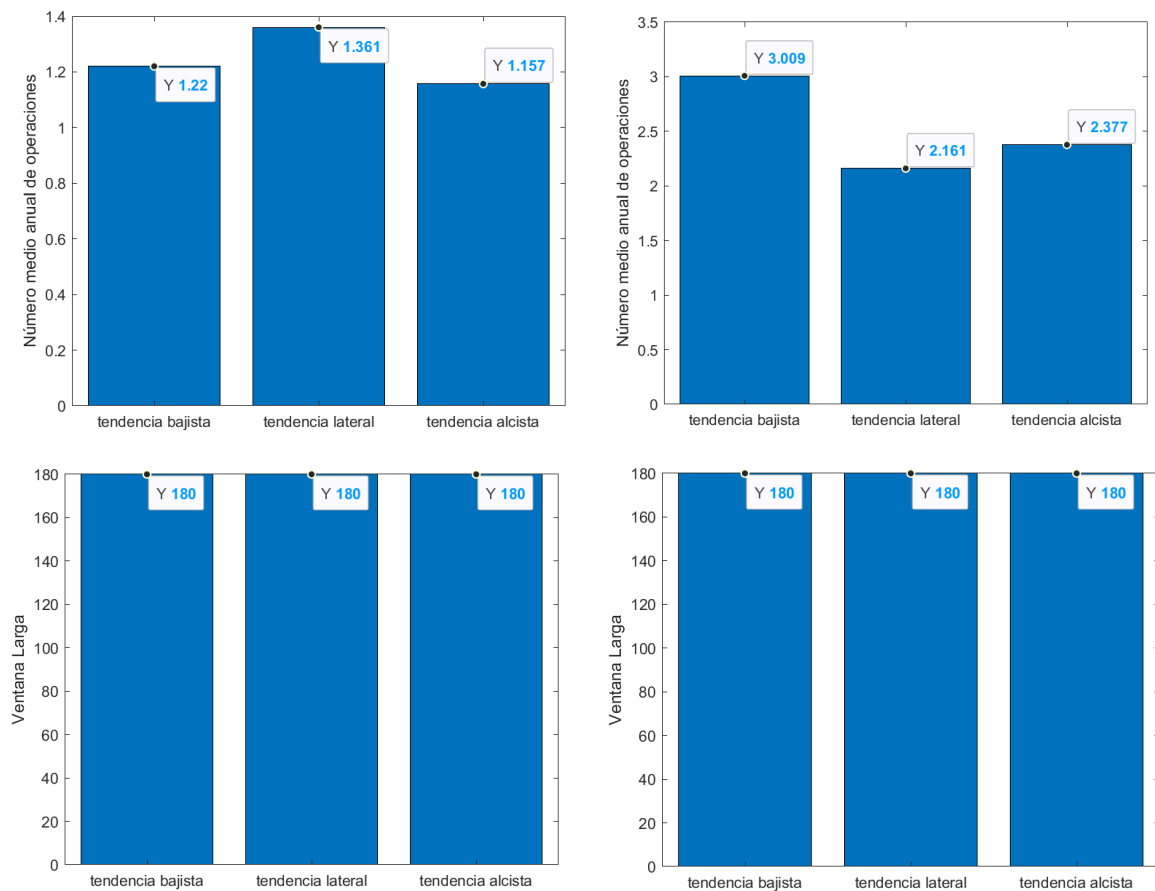 Número medio anual de operaciones
1.4
1.2
1
0.8
0.6
0.4
0.2
0
Y 1.22
Y 1.361
Y 1.157
tendencia bajista
tendencia lateral
tendencia alcista
Número medio anual de operaciones
3.5
3
2.5
2
1.5
1
0.5
0
Y 3.009
Y 2.161
Y 2.377
tendencia bajista
tendencia lateral
tendencia alcista
Ventana Larga
180
160
140
120
100
80
60
40
20
0
Y 180
Y 180
Y 180
tendencia bajista
tendencia lateral
tendencia alcista
Ventana Larga
180
160
140
120
100
80
60
40
20
0
Y 180
Y 180
Y 180
tendencia bajista
tendencia lateral
tendencia alcista